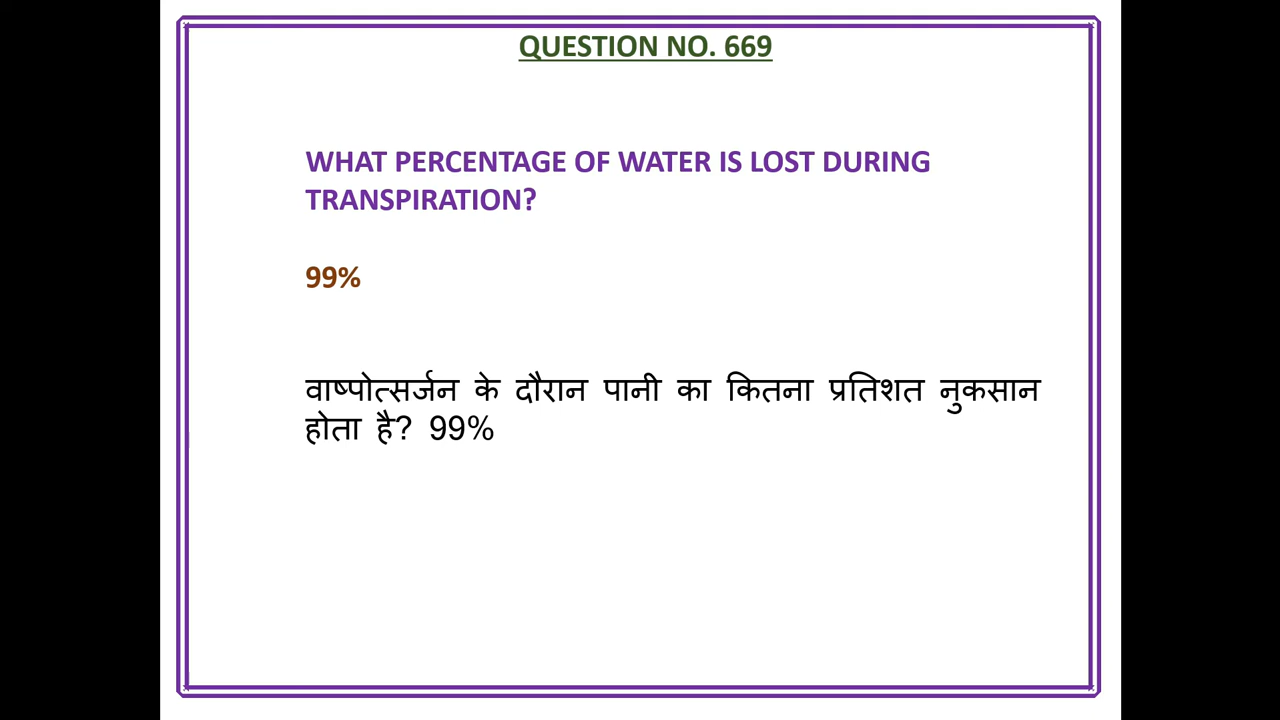 QUESTION NO. 669
WHAT PERCENTAGE OF WATER IS LOST DURING
TRANSPIRATION?
99%
वाष्पोत्सर्जन के दौरान पानी का कितना प्रतिशत नुकसान
होता है? 99%